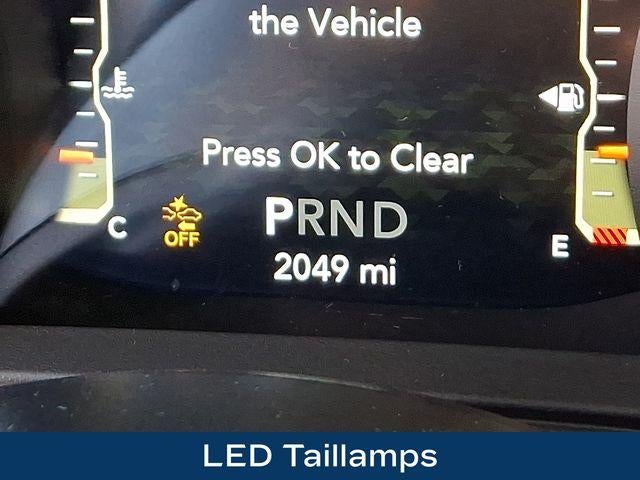 the Vehicle
Press OK to Clear
C
OFF
PRND
E
2049 mi
LED Taillamps